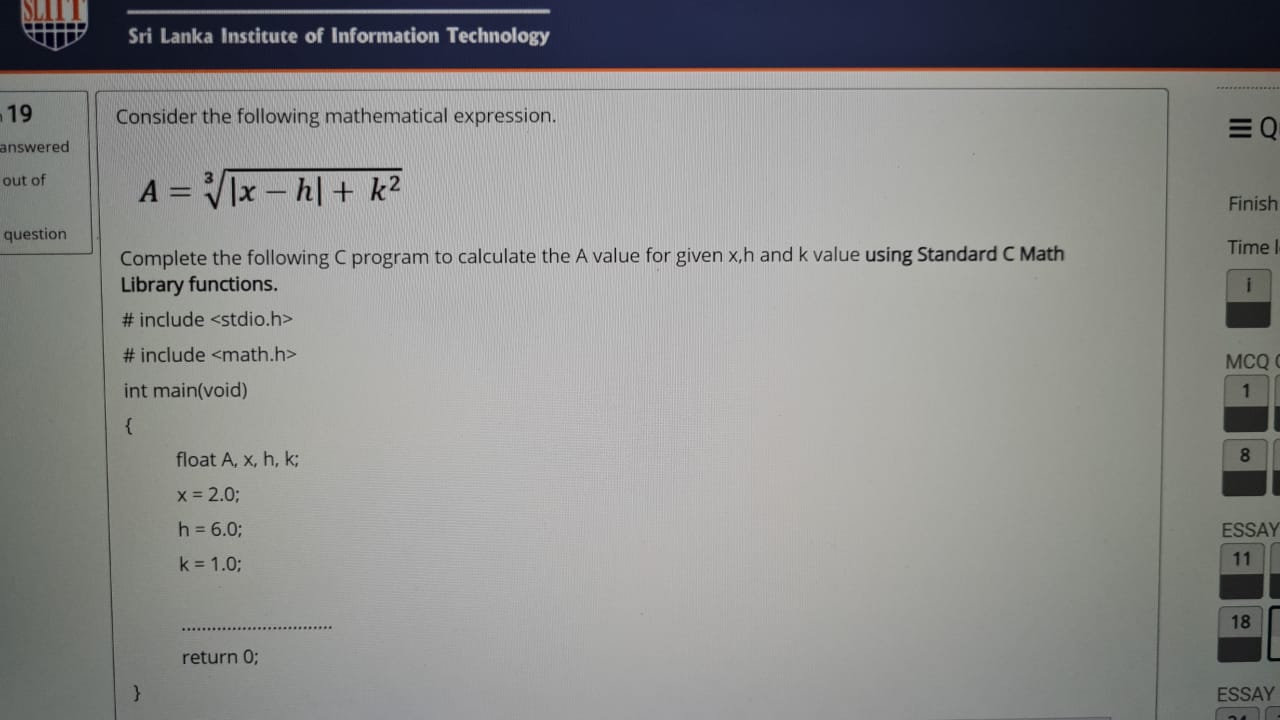 SLIIT
Sri Lanka Institute of Information Technology
19
answered
out of
question
Consider the following mathematical expression.
A = ∛|x − h| + k²
Complete the following C program to calculate the A value for given x,h and k value using Standard C Math
Library functions.
# include <stdio.h>
# include <math.h>
int main(void)
{
float A, x, h, k;
x = 2.0;
h = 6.0;
k = 1.0;
..............................
return 0;
}
Q
Finish
Time
i
MCQ
1
8
ESSAY
11
18
ESSAY